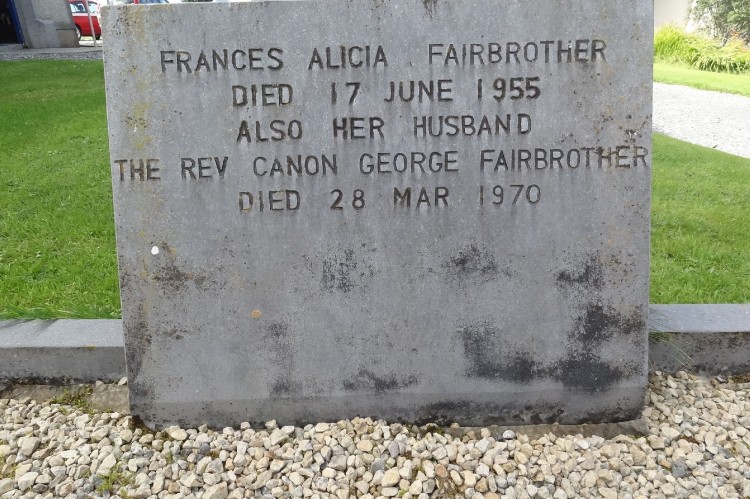 FRANCES ALICIA FAIRBROTHER
DIED 17 JUNE 1955
ALSO HER HUSBAND
THE REV CANON GEORGE FAIRBROTHER
DIED 28 MAR 1970